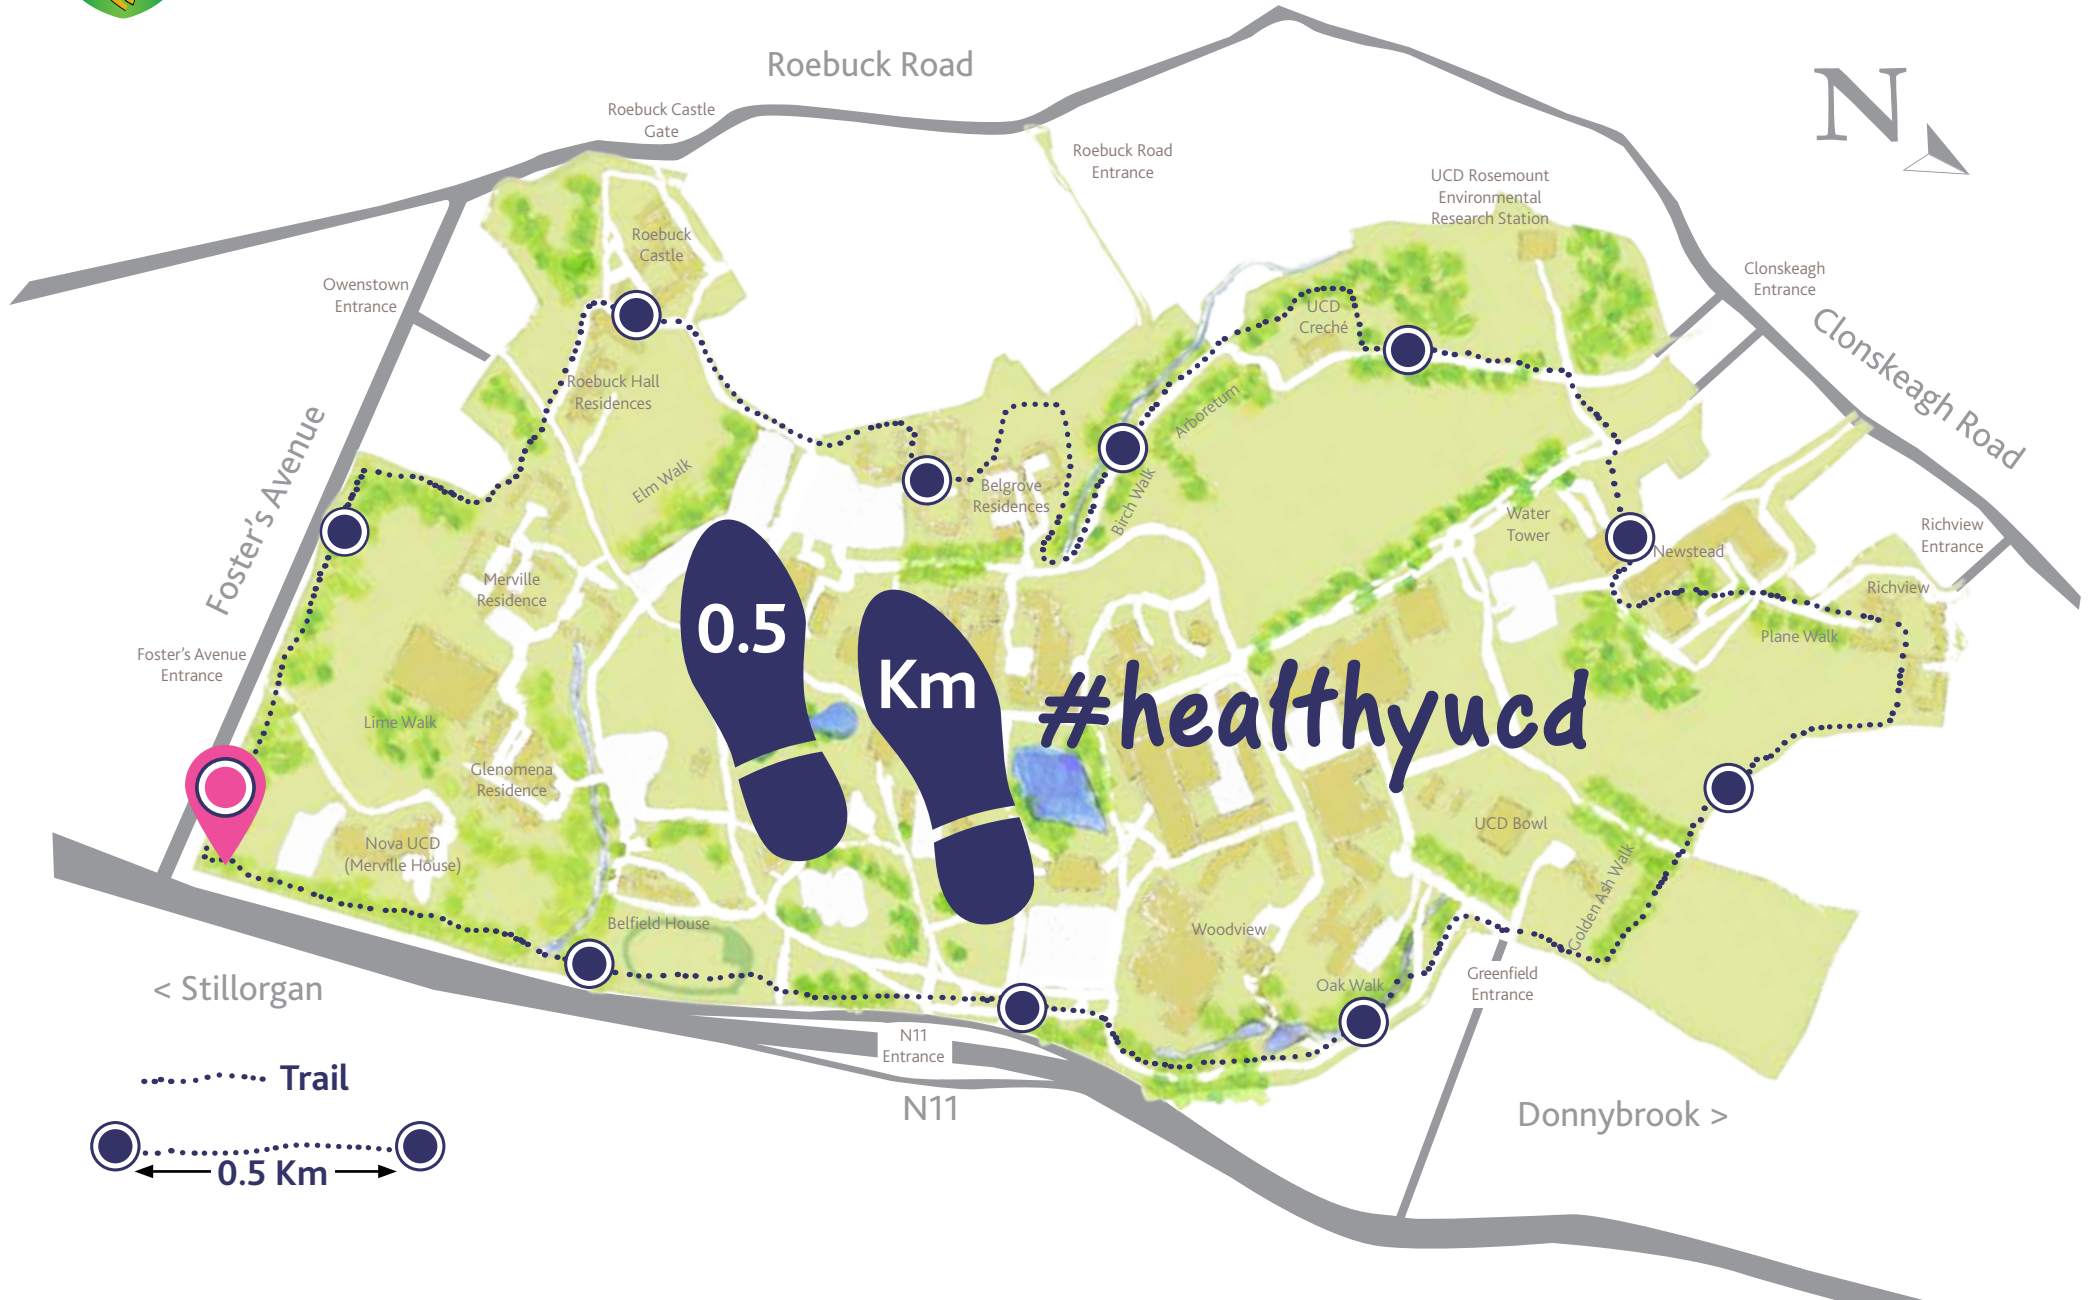 Roebuck Road
N
Roebuck Castle
Gate
Roebuck Road
Entrance
UCD Rosemount
Environmental
Research Station
Roebuck
Castle
Clonskeagh
Entrance
Owenstown
Entrance
UCD
Creché
Clonskeagh Road
Roebuck Hall
Residences
Arboretum
Foster's Avenue
Elm Walk
Belgrove
Residences
Birch Walk
Water
Tower
Newstead
Richview
Entrance
Richview
Merville
Residence
0.5
Km
Plane Walk
Foster's Avenue
Entrance
#healthyucd
Lime Walk
Glenomena
Residence
Nova UCD
(Merville House)
UCD Bowl
Golden Ash Walk
Belfield House
Woodview
Oak Walk
Greenfield
Entrance
< Stillorgan
N11
Entrance
N11
Donnybrook >
Trail
0.5 Km